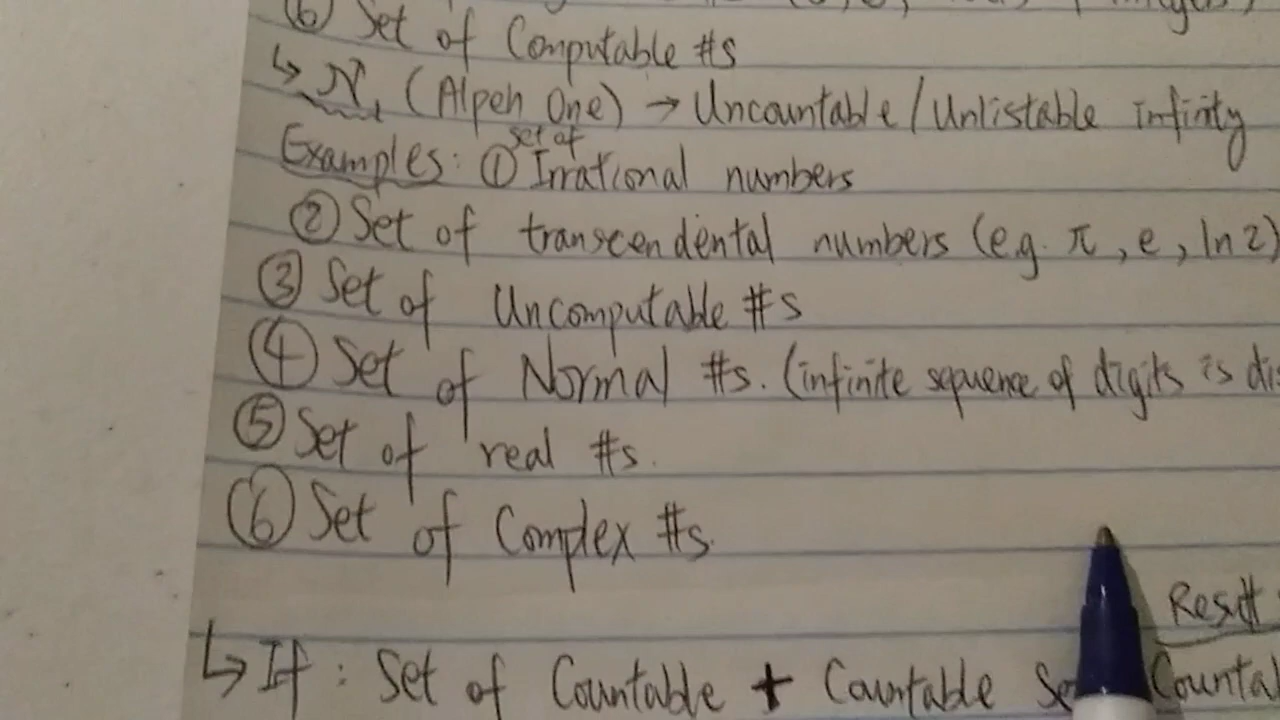 ⑥ Set of Computable #s
↳ ℵ₁ (Alpeh One) → Uncountable / Unlistable infinity
set of
Examples: ① Irrational numbers
② Set of transcendental numbers (e.g. π, e, ln 2)
③ Set of Uncomputable #s
④ Set of Normal #s. (infinite sequence of digits is
⑤ Set of real #s.
⑥ Set of Complex #s.
Result
↳ If : Set of Countable + Countable